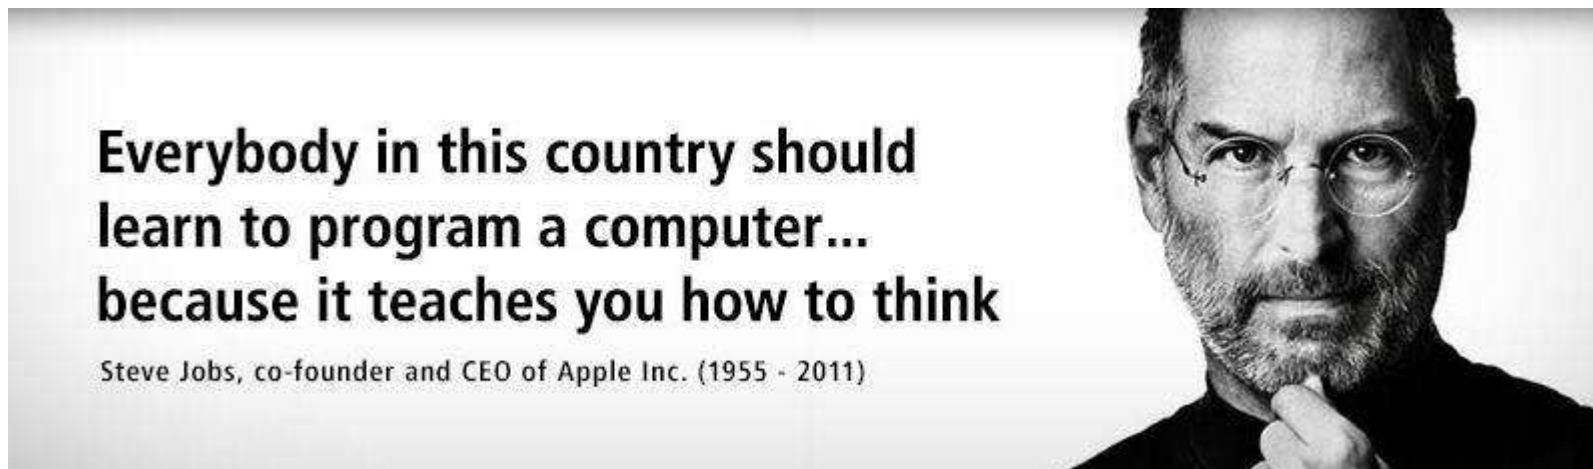 Everybody in this country should
learn to program a computer...
because it teaches you how to think
Steve Jobs, co-founder and CEO of Apple Inc. (1955 - 2011)